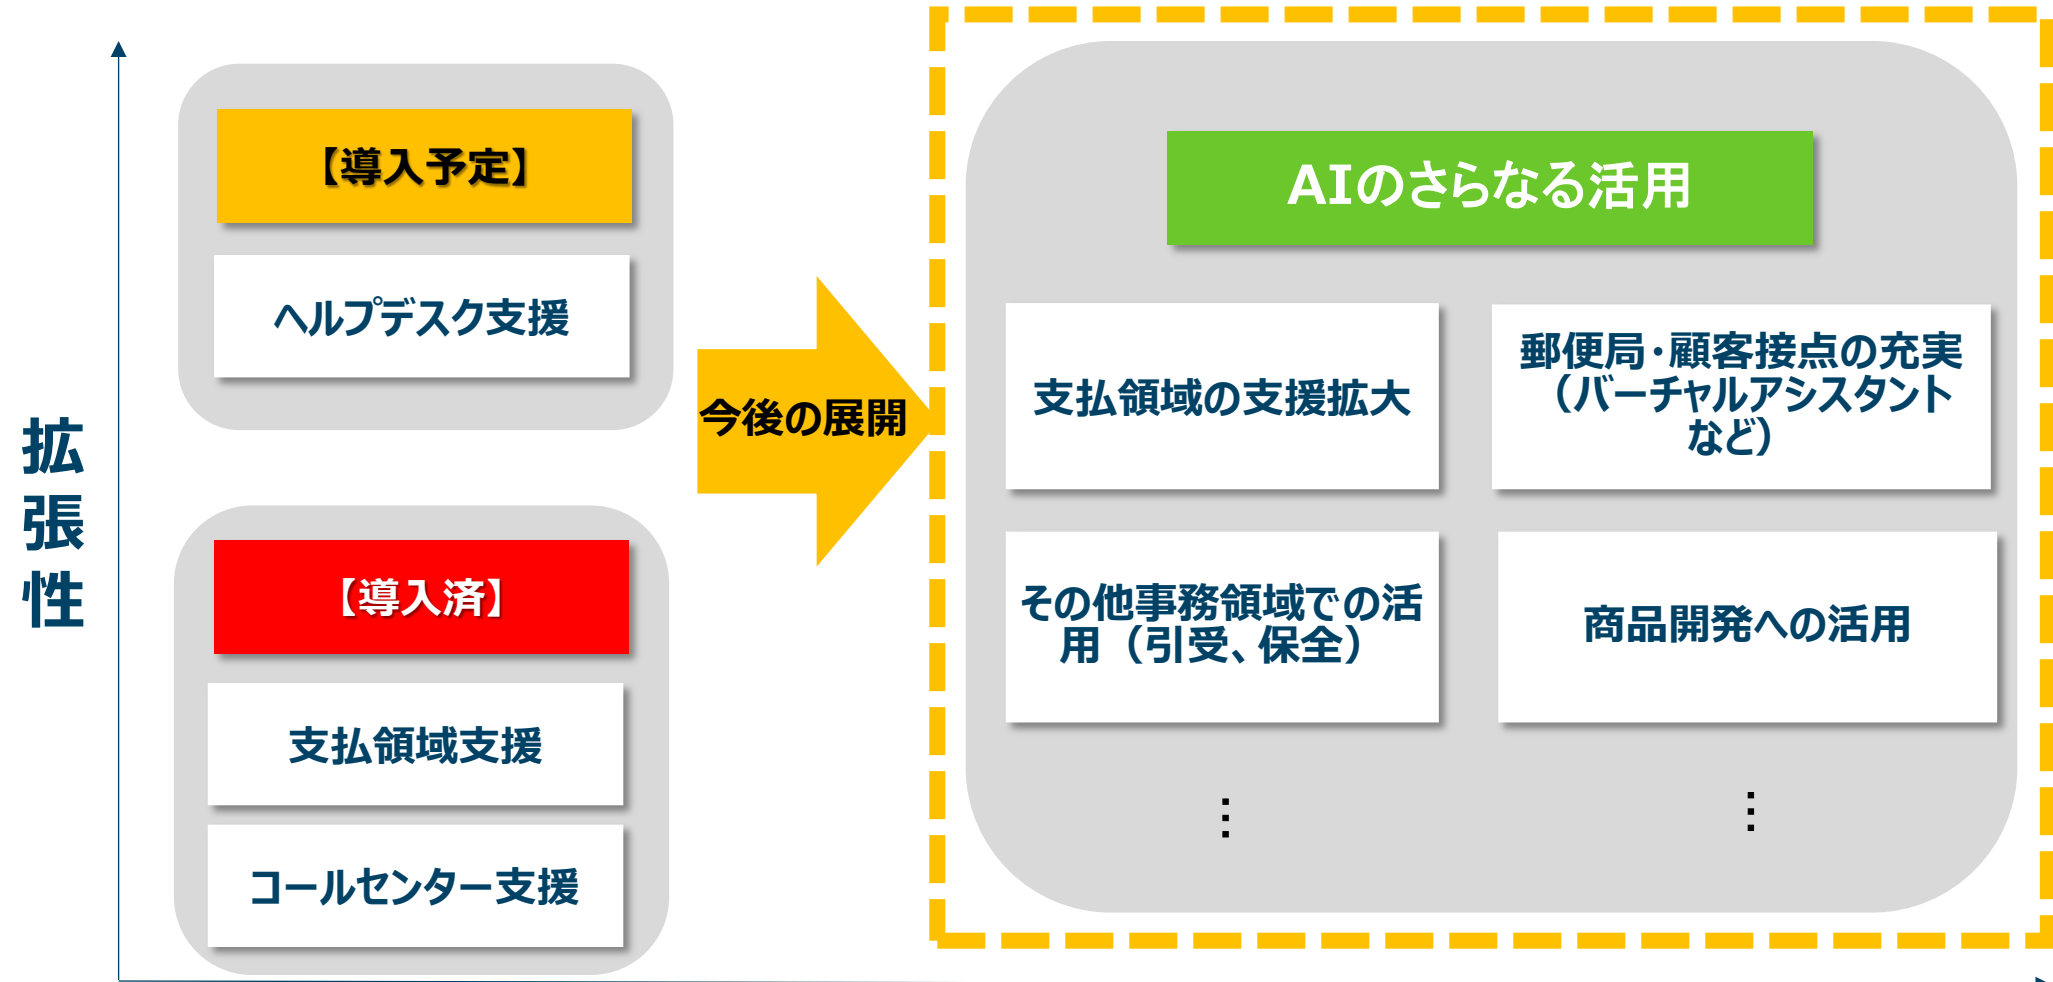 拡張性
【導入予定】
ヘルプデスク支援
【導入済】
支払領域支援
コールセンター支援
今後の展開
AIのさらなる活用
支払領域の支援拡大
郵便局・顧客接点の充実
（バーチャルアシスタント
など）
その他事務領域での活
用（引受、保全）
商品開発への活用
…
…